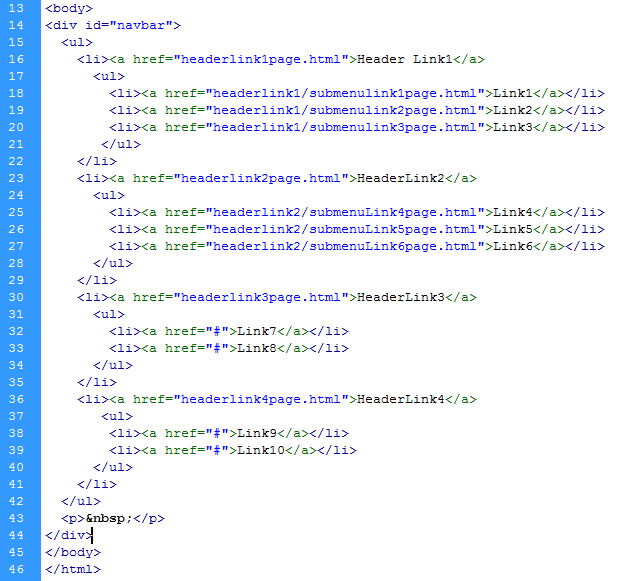 13 <body>
14 <div id="navbar">
15 <ul>
16 <li><a href="headerlink1page.html">Header Link1</a>
17 <ul>
18 <li><a href="headerlink1/submenulink1page.html">Link1</a></li>
19 <li><a href="headerlink1/submenulink2page.html">Link2</a></li>
20 <li><a href="headerlink1/submenulink3page.html">Link3</a></li>
21 </ul>
22 </li>
23 <li><a href="headerlink2page.html">HeaderLink2</a>
24 <ul>
25 <li><a href="headerlink2/submenuLink4page.html">Link4</a></li>
26 <li><a href="headerlink2/submenuLink5page.html">Link5</a></li>
27 <li><a href="headerlink2/submenuLink6page.html">Link6</a></li>
28 </ul>
29 </li>
30 <li><a href="headerlink3page.html">HeaderLink3</a>
31 <ul>
32 <li><a href="#">Link7</a></li>
33 <li><a href="#">Link8</a></li>
34 </ul>
35 </li>
36 <li><a href="headerlink4page.html">HeaderLink4</a>
37 <ul>
38 <li><a href="#">Link9</a></li>
39 <li><a href="#">Link10</a></li>
40 </ul>
41 </li>
42 </ul>
43 <p>&nbsp;</p>
44 </div>
45 </body>
46 </html>